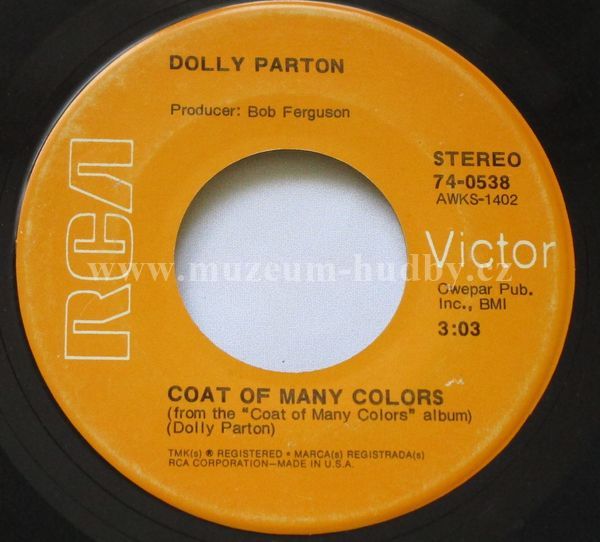 DOLLY PARTON
Producer: Bob Ferguson
RCA
STEREO
74-0538
AWKS-1402
Victor
www.muzeum-hudby.cz
Owepar Pub.
Inc., BMI
3:03
COAT OF MANY COLORS
(from the "Coat of Many Colors" album)
(Dolly Parton)
TMK(s) ® REGISTERED • MARCA(s) REGISTRADA(s)
RCA CORPORATION—MADE IN U.S.A.